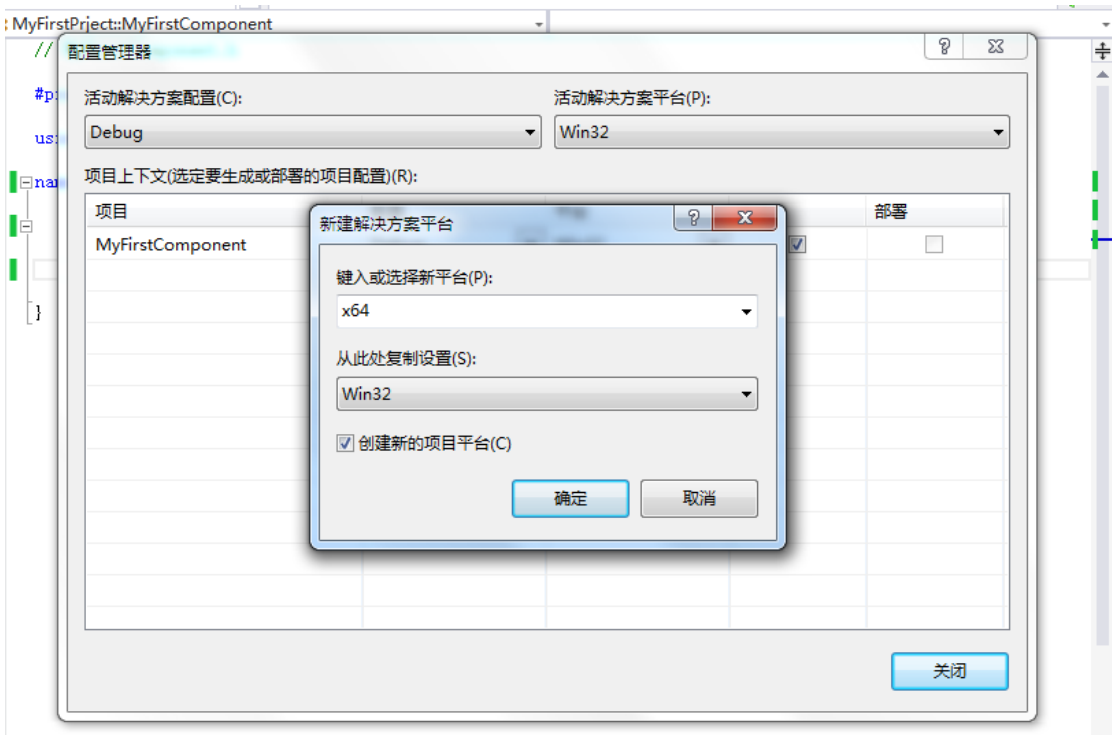 MyFirstPrject::MyFirstComponent
//
配置管理器
#p
活动解决方案配置(C):
活动解决方案平台(P):
Debug
Win32
us
项目上下文(选定要生成或部署的项目配置)(R):
nam
项目
部署
MyFirstComponent
新建解决方案平台
键入或选择新平台(P):
x64
从此处复制设置(S):
Win32
创建新的项目平台(C)
确定
取消
}
关闭